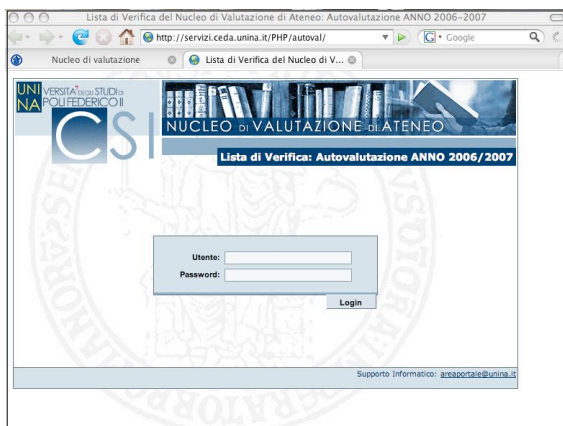 Lista di Verifica del Nucleo di Valutazione di Ateneo: Autovalutazione ANNO 2006-2007
http://servizi.ceda.unina.it/PHP/autoval/
G Google
Nucleo di valutazione
Lista di Verifica del Nucleo di V...
UNIVERSITA' DEGLI STUDI DI
NAPOLI FEDERICO II
CSI
NUCLEO DI VALUTAZIONE DI ATENEO
Lista di Verifica: Autovalutazione ANNO 2006/2007
Utente:
Password:
Login
Supporto Informatico: areaportale@unina.it